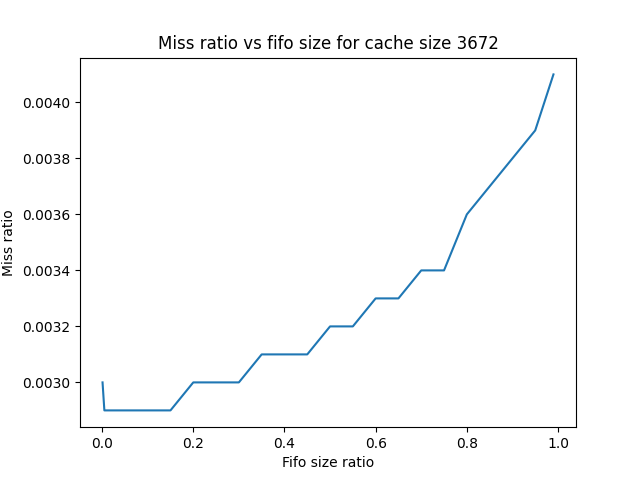 Miss ratio vs fifo size for cache size 3672
0.0040
0.0038
0.0036
0.0034
0.0032
0.0030
Miss ratio
0.0 0.2 0.4 0.6 0.8 1.0
Fifo size ratio